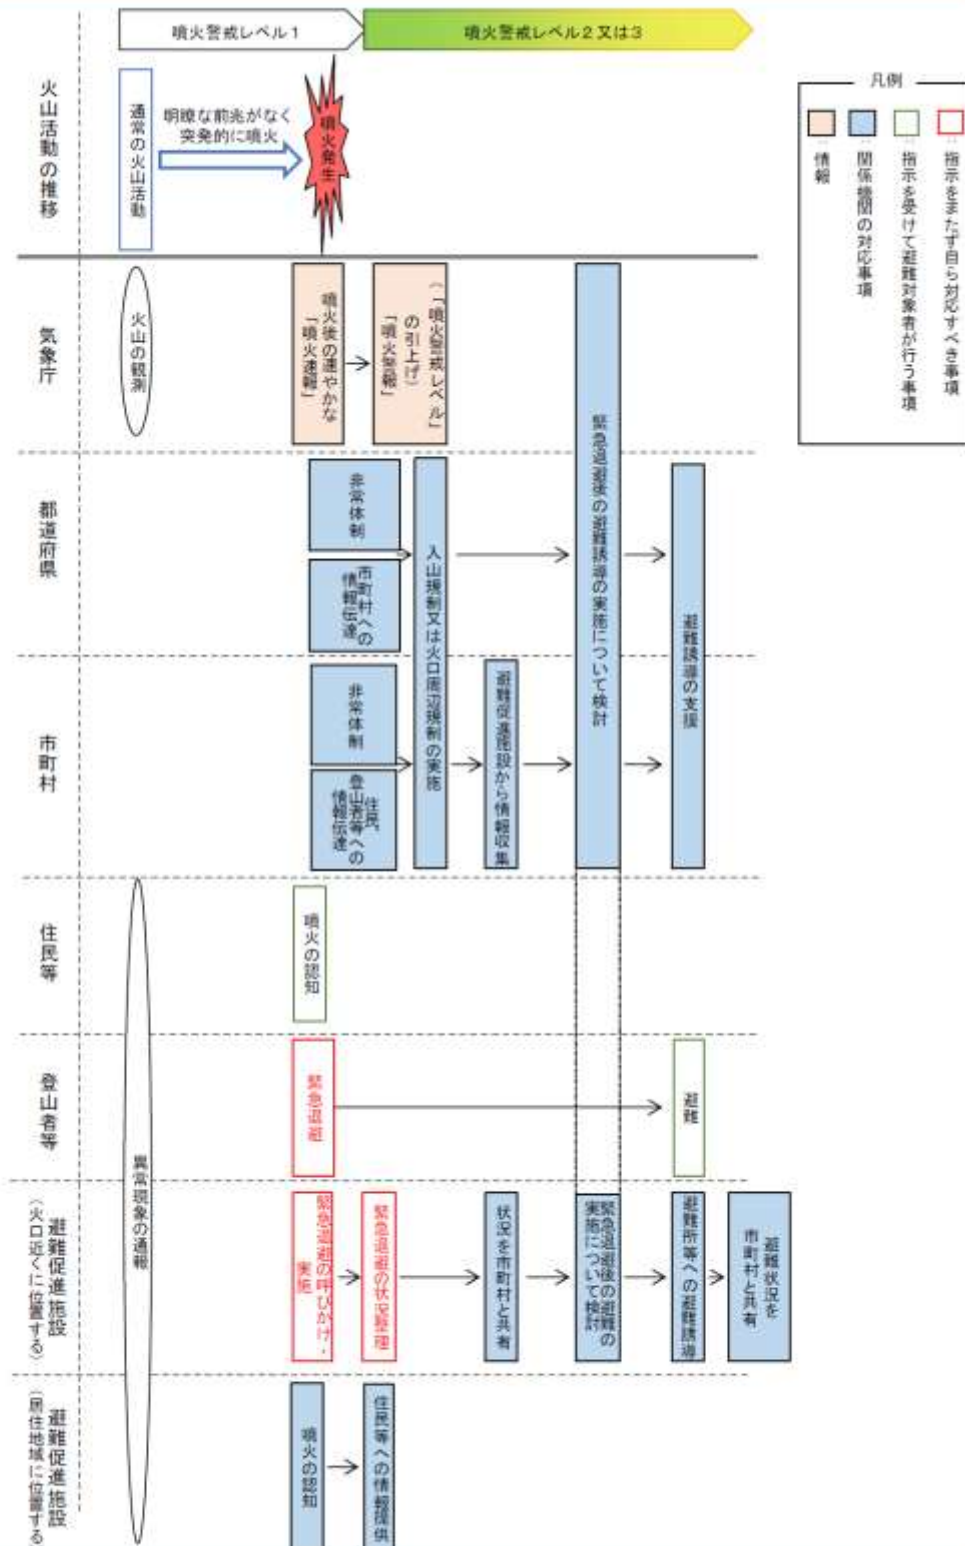 噴火警戒レベル1
噴火警戒レベル2又は3
火山活動の推移
通常の火山活動
明瞭な前兆がなく
突発的に噴火
噴火発生
凡例
指示をまたず自ら対応すべき事項
指示を受けて避難対象者が行う事項
関係機関の対応事項
情報
気象庁
火山の観測
噴火後の速やかな
「噴火速報」
(「噴火警戒レベル」
の引上げ)
「噴火警報」
緊急退避後の避難誘導の実施について検討
都道府県
非常体制
市町村への
情報伝達
入山規制又は火口周辺規制の実施
避難誘導の支援
市町村
非常体制
住民、
登山者等への
情報伝達
避難促進施設から情報収集
住民等
異常現象の通報
噴火の認知
登山者等
緊急退避
避難
避難促進施設
(火口近くに位置する)
緊急退避の呼びかけ・
実施
緊急退避の状況整理
状況を市町村と共有
緊急退避後の避難の
実施について検討
避難所等への避難誘導
避難状況を
市町村と共有
避難促進施設
(居住地域に位置する
噴火の認知
住民等への情報提供